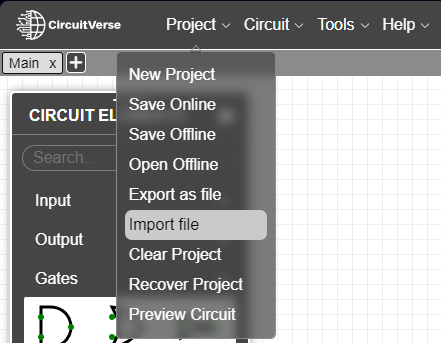 CircuitVerse
Project Circuit Tools Help
Main x +
New Project
CIRCUIT EL
Save Online
Save Offline
Search..
Open Offline
Export as file
Input
Import file
Output
Clear Project
Gates
Recover Project
Preview Circuit